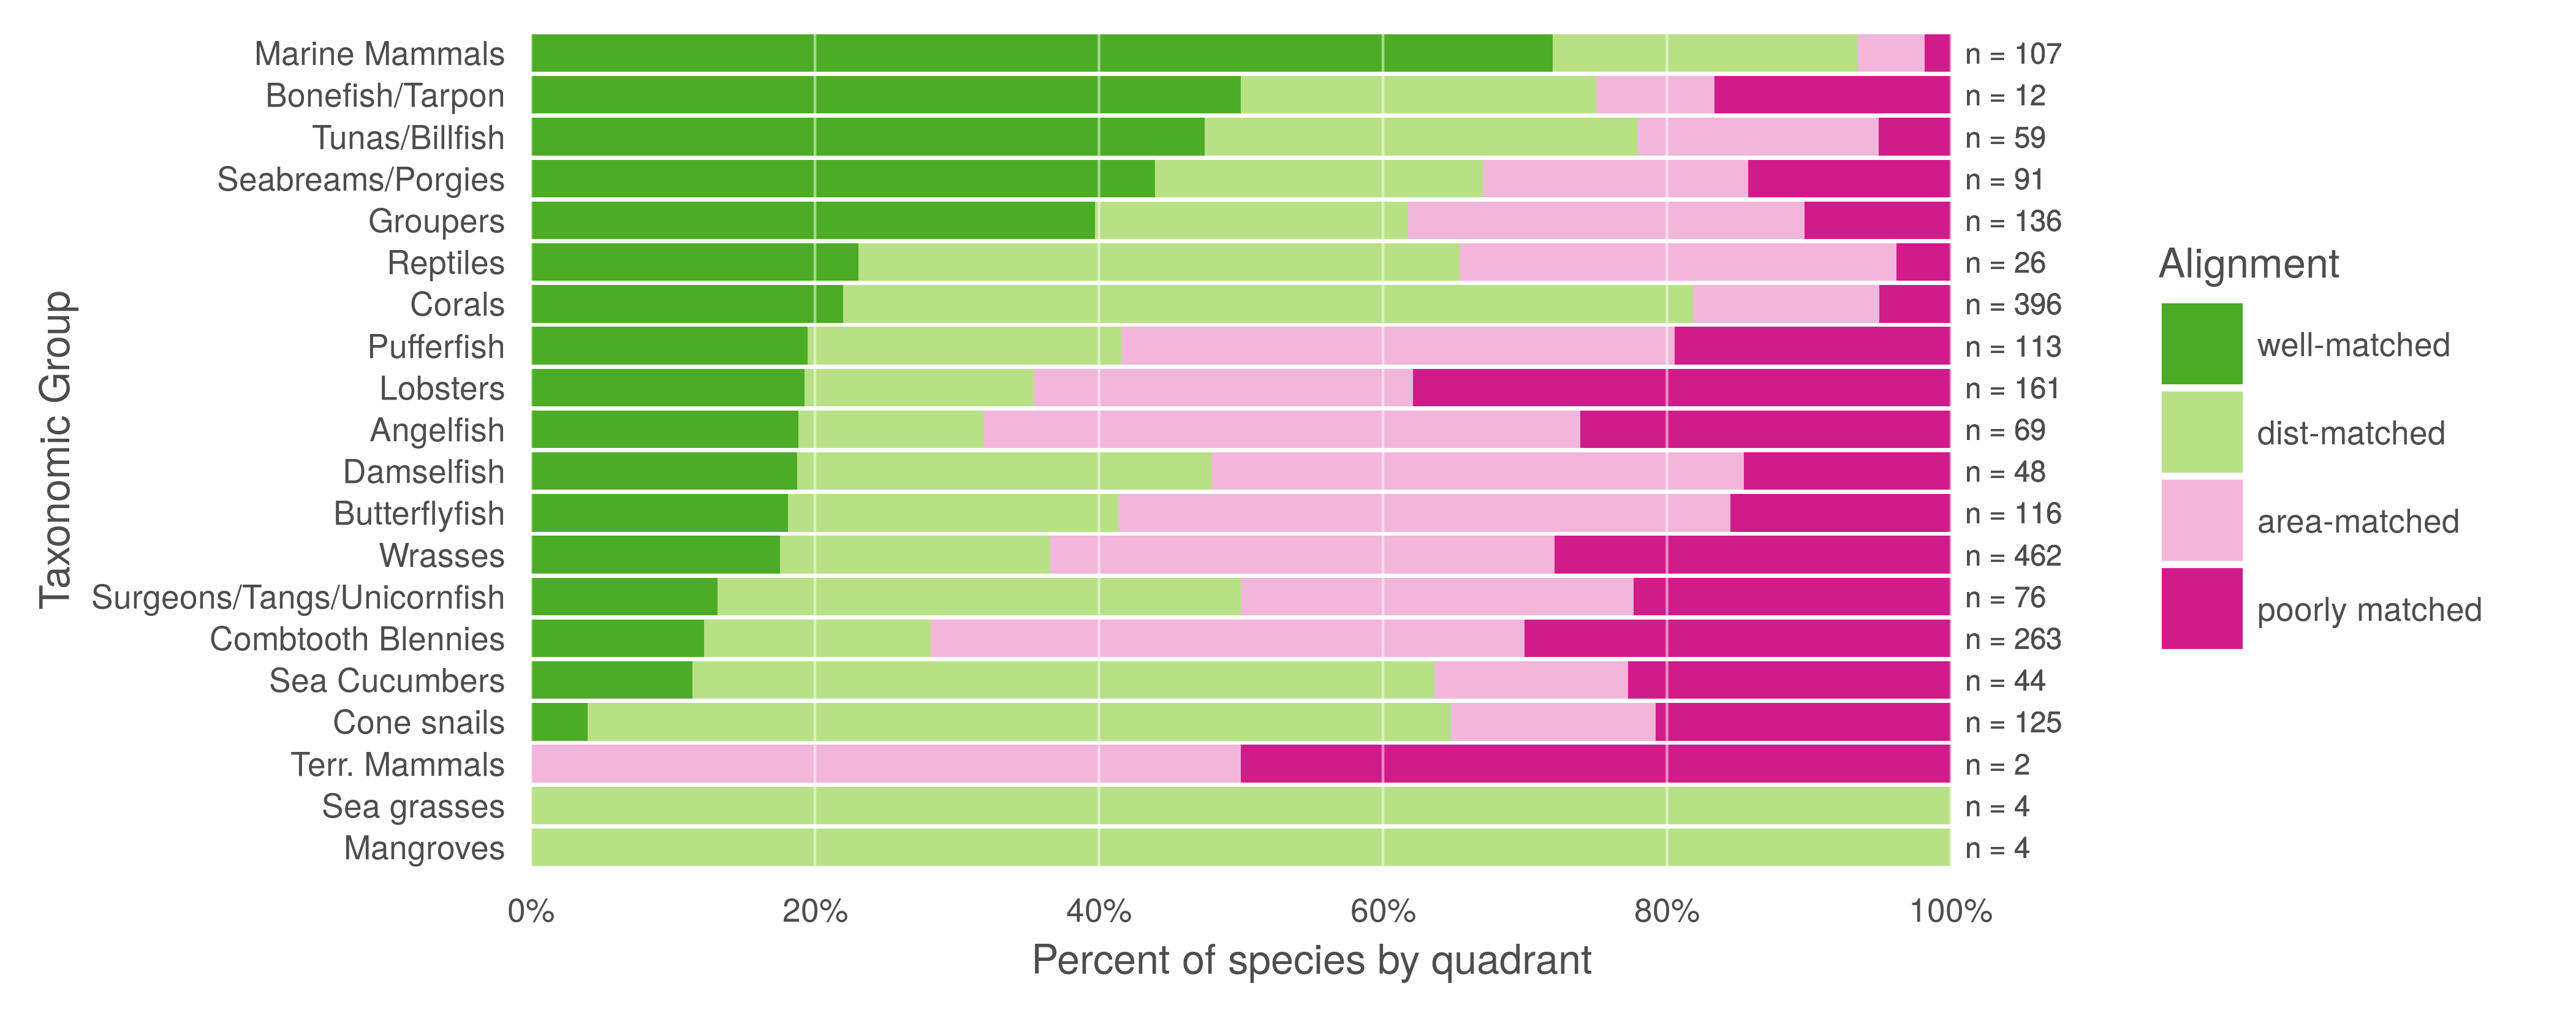 Taxonomic Group
Marine Mammals n = 107
Bonefish/Tarpon n = 12
Tunas/Billfish n = 59
Seabreams/Porgies n = 91
Groupers n = 136
Reptiles n = 26
Corals n = 396
Pufferfish n = 113
Lobsters n = 161
Angelfish n = 69
Damselfish n = 48
Butterflyfish n = 116
Wrasses n = 462
Surgeons/Tangs/Unicornfish n = 76
Combtooth Blennies n = 263
Sea Cucumbers n = 44
Cone snails n = 125
Terr. Mammals n = 2
Sea grasses n = 4
Mangroves n = 4
0% 20% 40% 60% 80% 100%
Percent of species by quadrant
Alignment
well-matched
dist-matched
area-matched
poorly matched